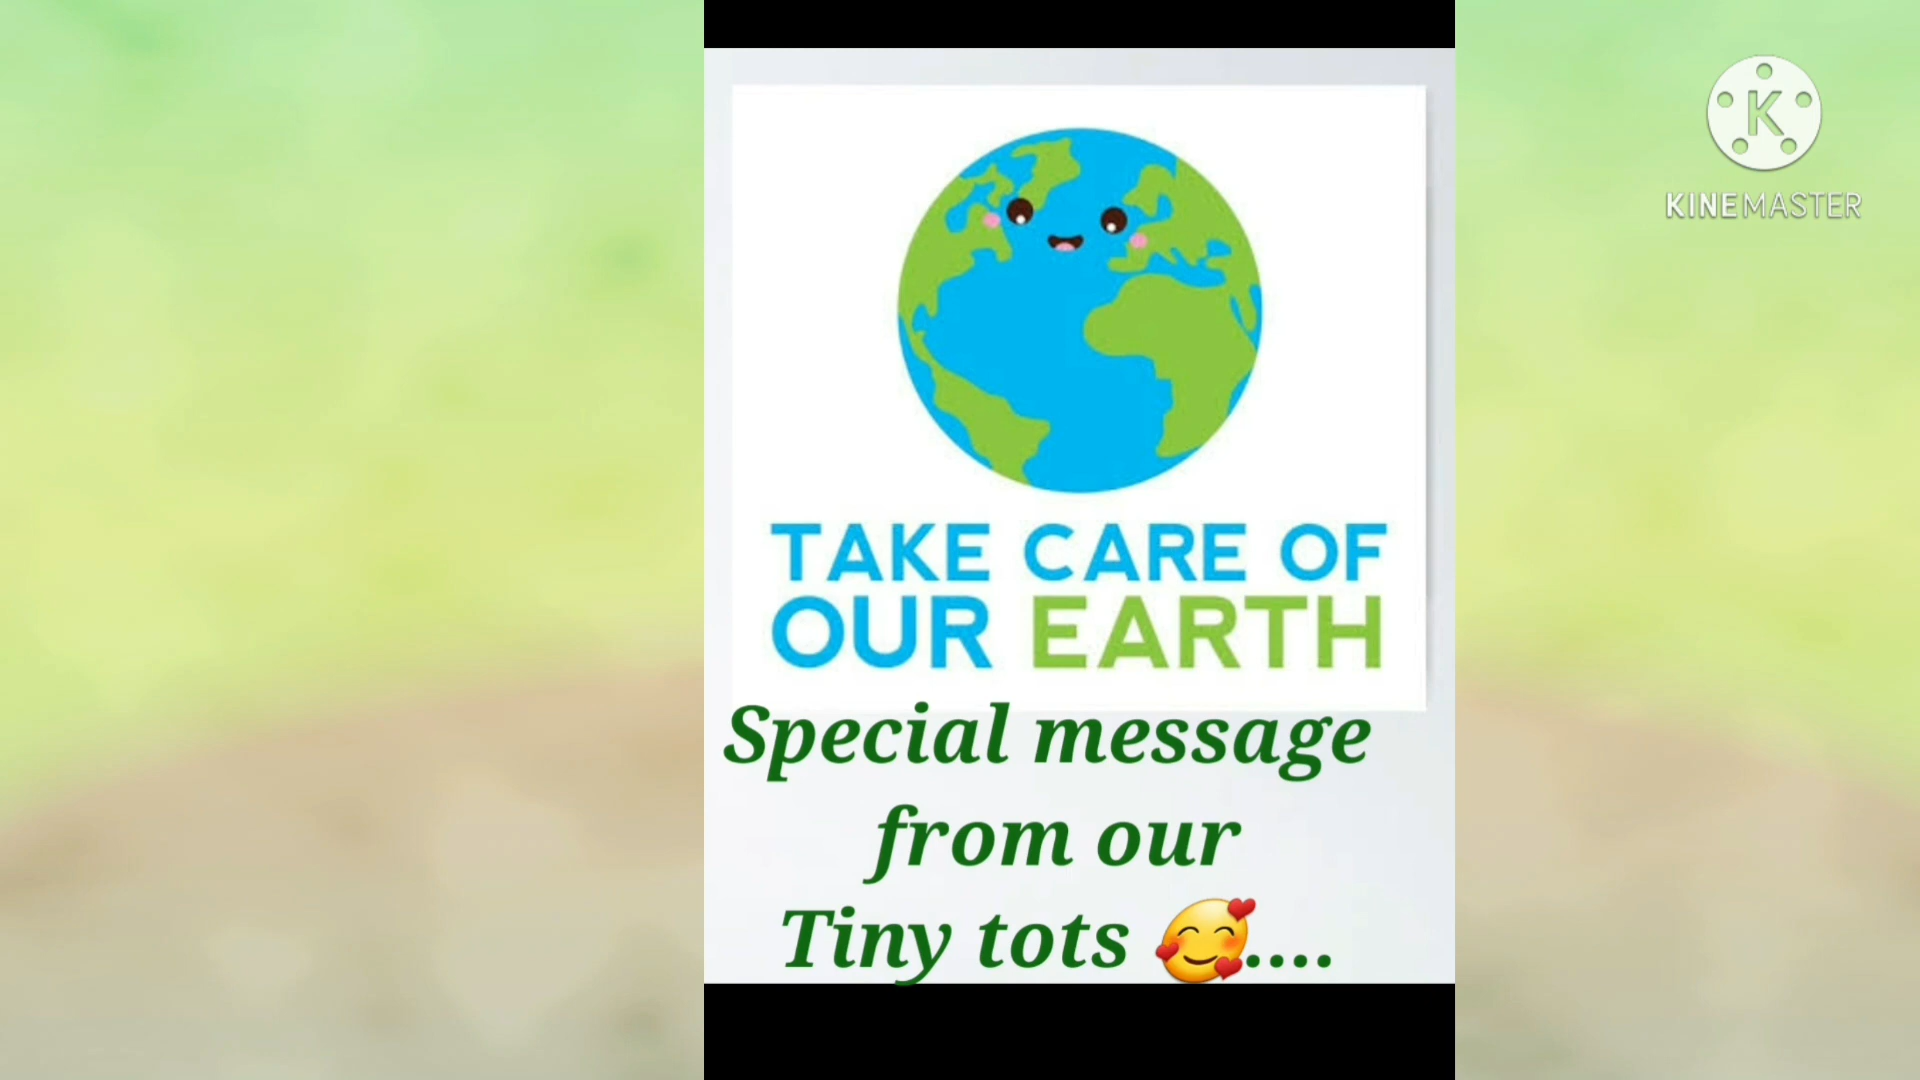 TAKE CARE OF
OUR EARTH
Special message
from our
Tiny tots 🥰....
K
KINEMASTER